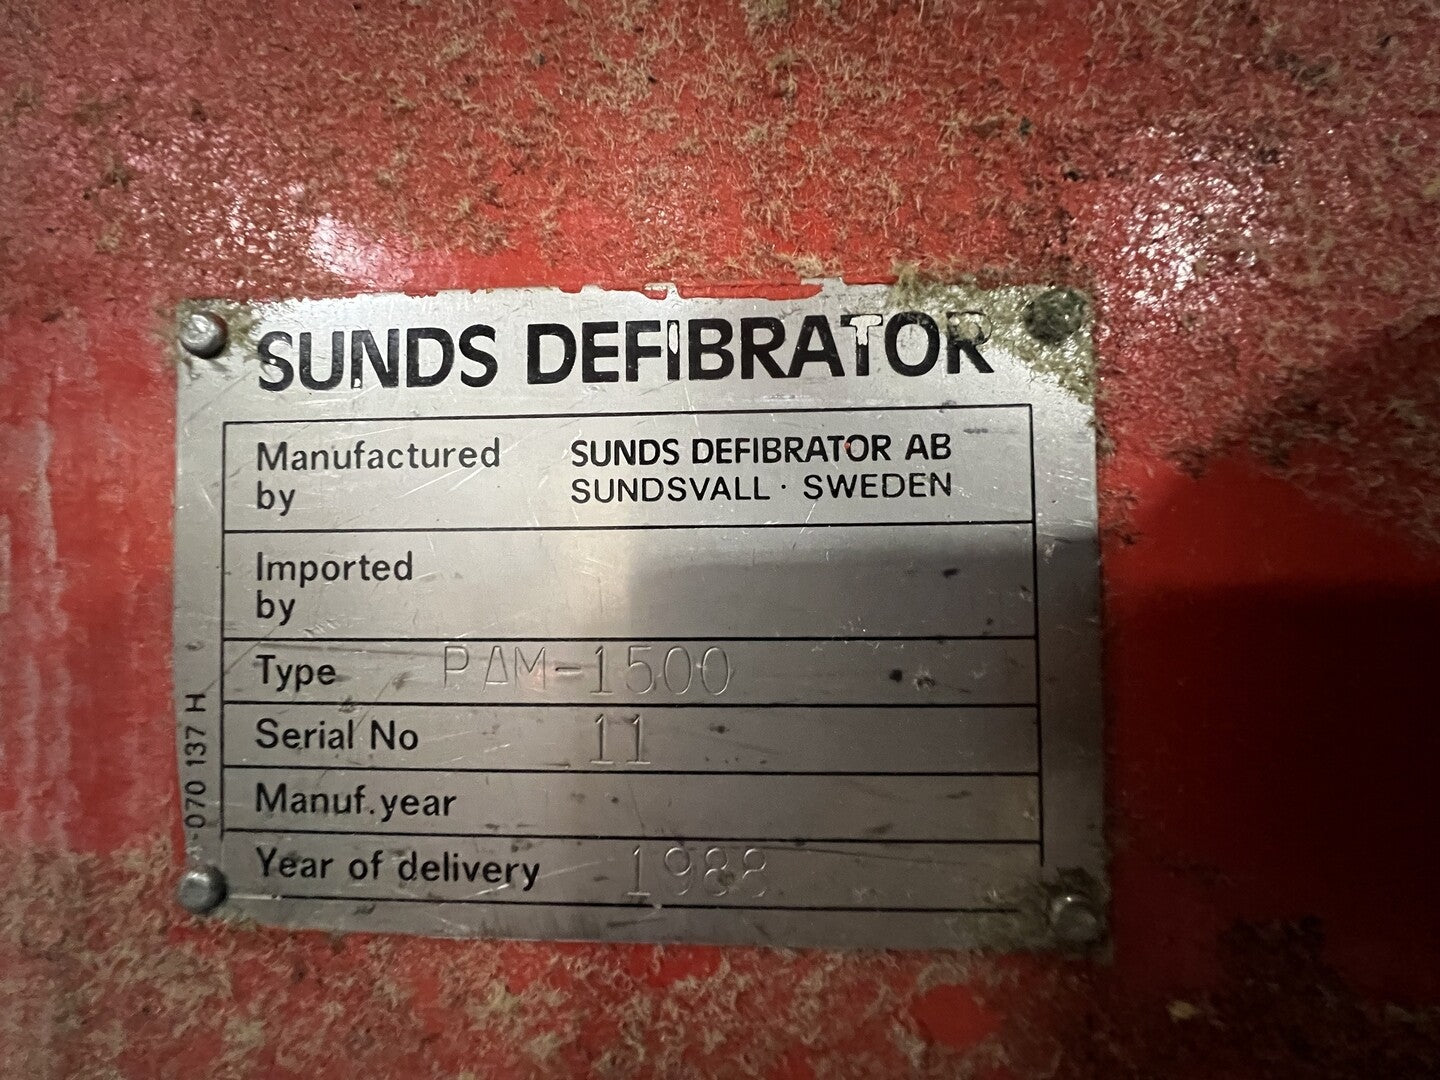 SUNDS DEFIBRATOR
Manufactured by SUNDS DEFIBRATOR AB
SUNDSVALL · SWEDEN
Imported by
Type PAM-1500
Serial No 11
Manuf. year
Year of delivery 1988
070 137 H